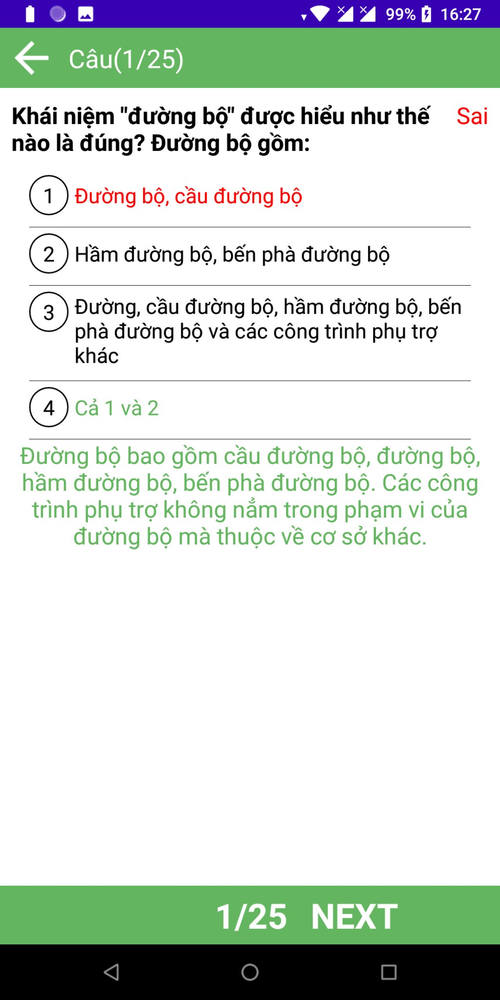 99% 16:27
Câu(1/25)
Khái niệm "đường bộ" được hiểu như thế Sai
nào là đúng? Đường bộ gồm:
1 Đường bộ, cầu đường bộ
2 Hầm đường bộ, bến phà đường bộ
3 Đường, cầu đường bộ, hầm đường bộ, bến
phà đường bộ và các công trình phụ trợ
khác
4 Cả 1 và 2
Đường bộ bao gồm cầu đường bộ, đường bộ,
hầm đường bộ, bến phà đường bộ. Các công
trình phụ trợ không nẳm trong phạm vi của
đường bộ mà thuộc về cơ sở khác.
1/25 NEXT